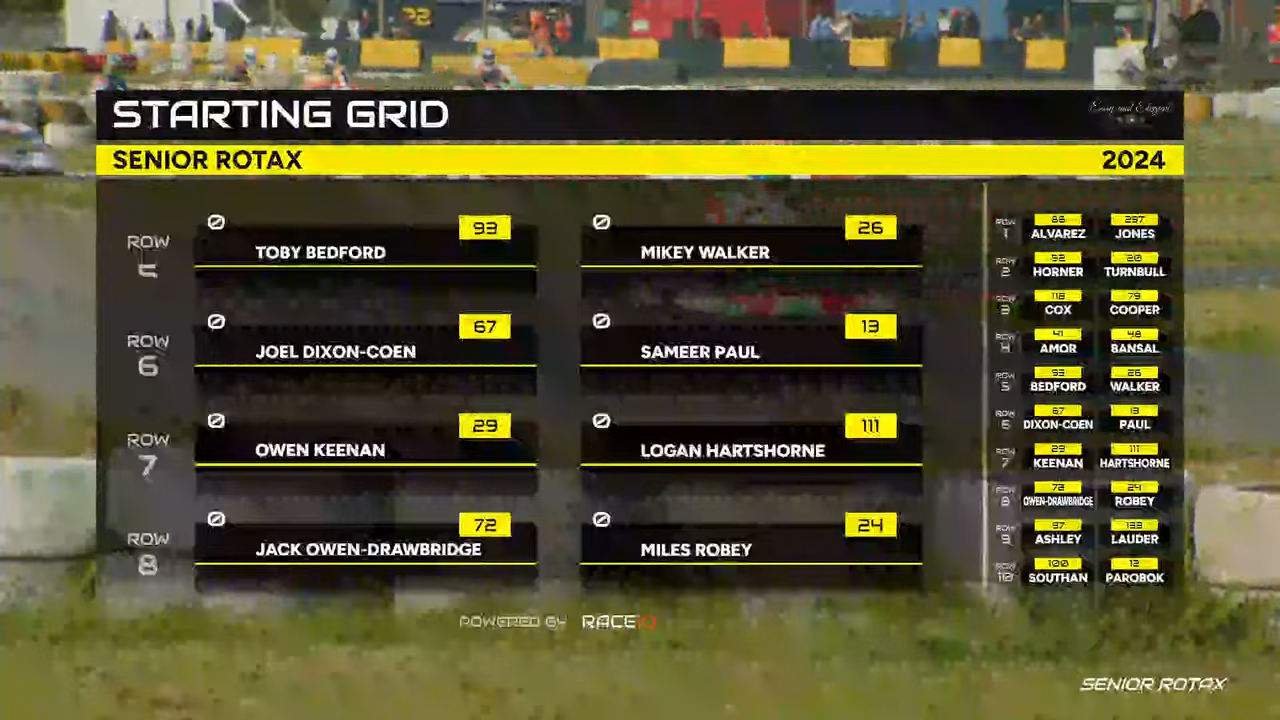 22
STARTING GRID
SENIOR ROTAX 2024
ROW 5
93
TOBY BEDFORD
26
MIKEY WALKER
ROW 6
67
JOEL DIXON-COEN
13
SAMEER PAUL
ROW 7
29
OWEN KEENAN
111
LOGAN HARTSHORNE
ROW 8
72
JACK OWEN-DRAWBRIDGE
24
MILES ROBEY
ROW 1
ALVAREZ JONES
ROW 2
HORNER TURNBULL
ROW 3
COX COOPER
ROW 4
AMOR BANSAL
ROW 5
93 26
BEDFORD WALKER
ROW 6
67 13
DIXON-COEN PAUL
ROW 7
29 111
KEENAN HARTSHORNE
ROW 8
72 24
OWEN-DRAWBRIDGE ROBEY
ROW 9
ASHLEY LAUDER
ROW 10
100 12
SOUTHAN PAROBOK
POWERED BY RACEIQ
SENIOR ROTAX